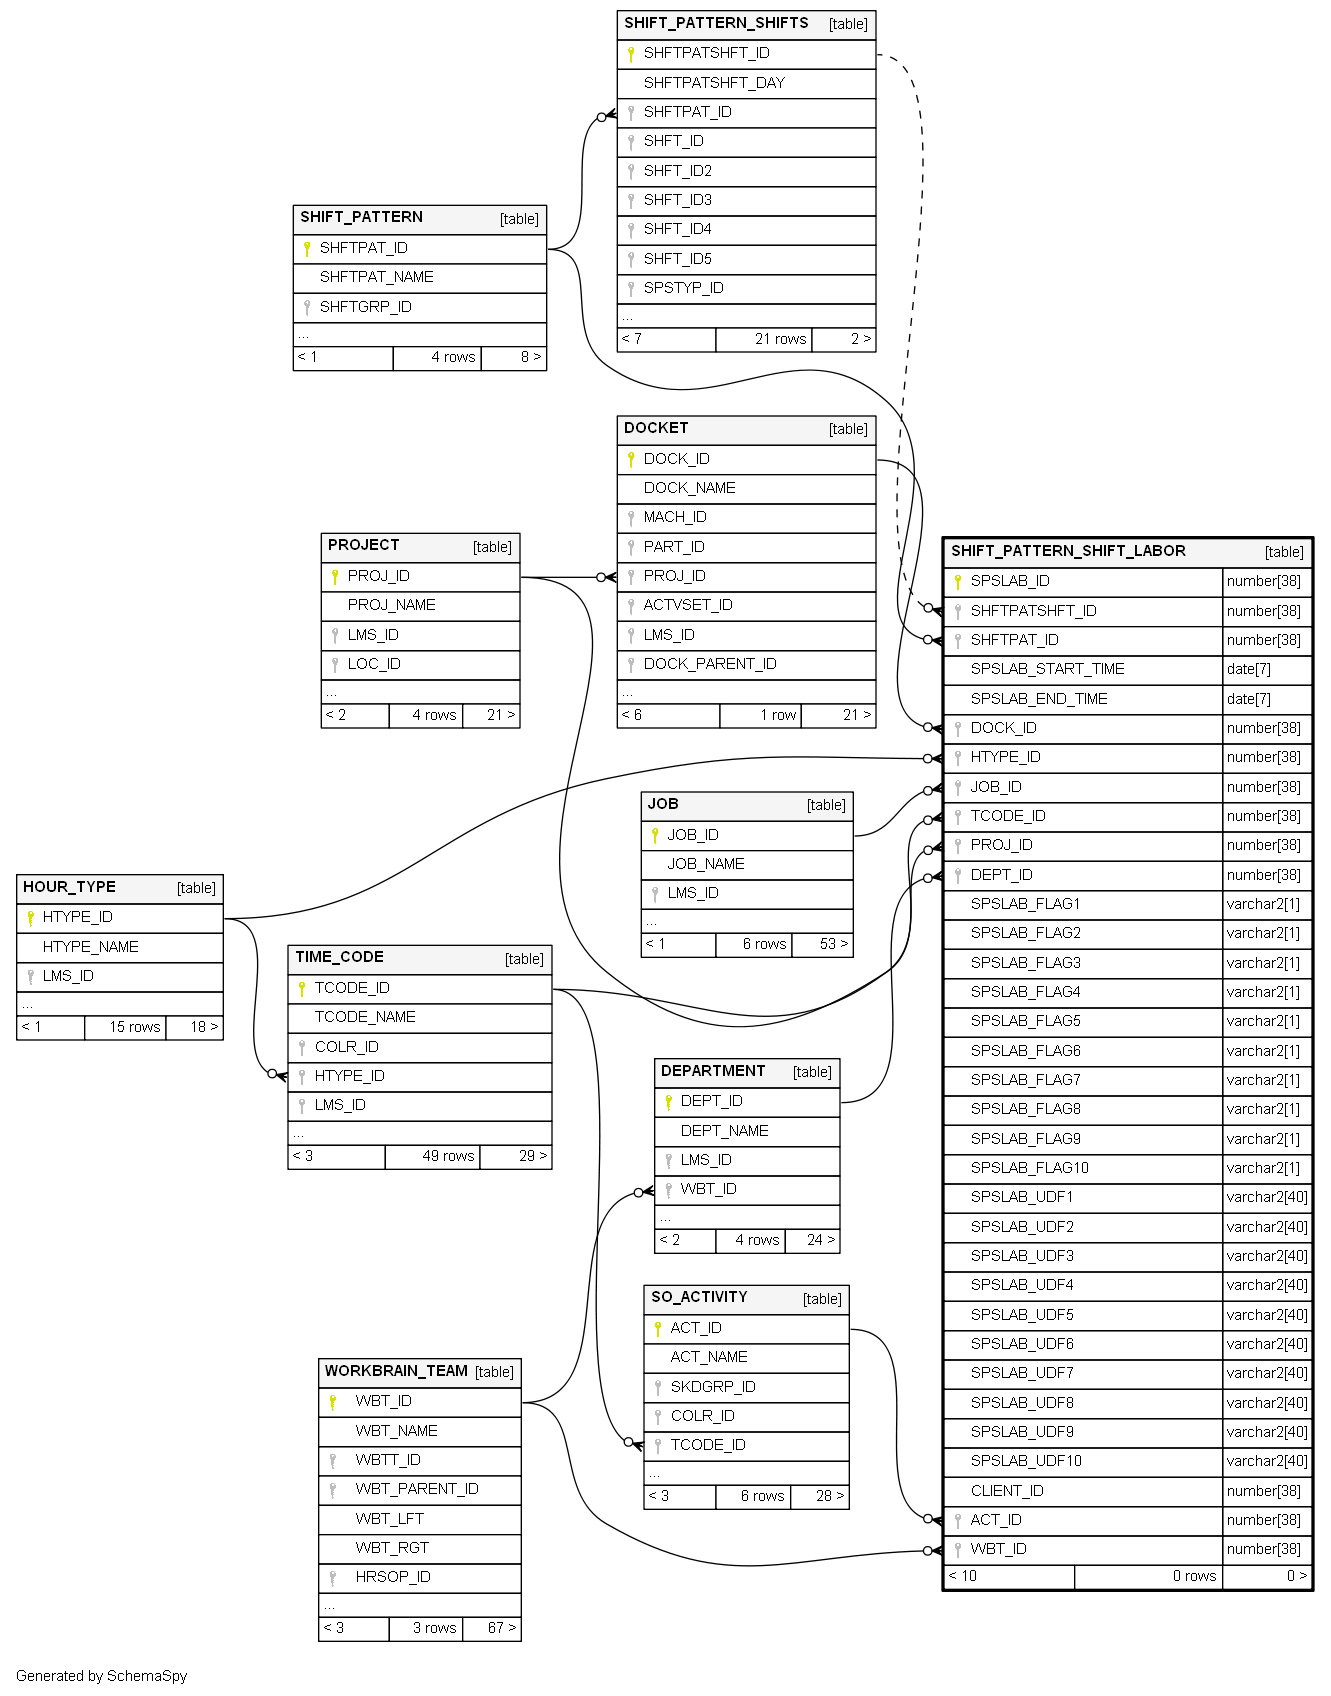 SHIFT_PATTERN_SHIFTS [table]
SHFTPATSHFT_ID
SHFTPATSHFT_DAY
SHFTPAT_ID
SHFT_ID
SHFT_ID2
SHFT_ID3
SHFT_ID4
SHFT_ID5
SPSTYP_ID
...
< 7 21 rows 2 >
SHIFT_PATTERN [table]
SHFTPAT_ID
SHFTPAT_NAME
SHFTGRP_ID
...
< 1 4 rows 8 >
DOCKET [table]
DOCK_ID
DOCK_NAME
MACH_ID
PART_ID
PROJ_ID
ACTVSET_ID
LMS_ID
DOCK_PARENT_ID
...
< 6 1 row 21 >
PROJECT [table]
PROJ_ID
PROJ_NAME
LMS_ID
LOC_ID
...
< 2 4 rows 21 >
SHIFT_PATTERN_SHIFT_LABOR [table]
SPSLAB_ID number[38]
SHFTPATSHFT_ID number[38]
SHFTPAT_ID number[38]
SPSLAB_START_TIME date[7]
SPSLAB_END_TIME date[7]
DOCK_ID number[38]
HTYPE_ID number[38]
JOB_ID number[38]
TCODE_ID number[38]
PROJ_ID number[38]
DEPT_ID number[38]
SPSLAB_FLAG1 varchar2[1]
SPSLAB_FLAG2 varchar2[1]
SPSLAB_FLAG3 varchar2[1]
SPSLAB_FLAG4 varchar2[1]
SPSLAB_FLAG5 varchar2[1]
SPSLAB_FLAG6 varchar2[1]
SPSLAB_FLAG7 varchar2[1]
SPSLAB_FLAG8 varchar2[1]
SPSLAB_FLAG9 varchar2[1]
SPSLAB_FLAG10 varchar2[1]
SPSLAB_UDF1 varchar2[40]
SPSLAB_UDF2 varchar2[40]
SPSLAB_UDF3 varchar2[40]
SPSLAB_UDF4 varchar2[40]
SPSLAB_UDF5 varchar2[40]
SPSLAB_UDF6 varchar2[40]
SPSLAB_UDF7 varchar2[40]
SPSLAB_UDF8 varchar2[40]
SPSLAB_UDF9 varchar2[40]
SPSLAB_UDF10 varchar2[40]
CLIENT_ID number[38]
ACT_ID number[38]
WBT_ID number[38]
< 10 0 rows 0 >
JOB [table]
JOB_ID
JOB_NAME
LMS_ID
...
< 1 6 rows 53 >
HOUR_TYPE [table]
HTYPE_ID
HTYPE_NAME
LMS_ID
...
< 1 15 rows 18 >
TIME_CODE [table]
TCODE_ID
TCODE_NAME
COLR_ID
HTYPE_ID
LMS_ID
...
< 3 49 rows 29 >
DEPARTMENT [table]
DEPT_ID
DEPT_NAME
LMS_ID
WBT_ID
...
< 2 4 rows 24 >
SO_ACTIVITY [table]
ACT_ID
ACT_NAME
SKDGRP_ID
COLR_ID
TCODE_ID
...
< 3 6 rows 28 >
WORKBRAIN_TEAM [table]
WBT_ID
WBT_NAME
WBTT_ID
WBT_PARENT_ID
WBT_LFT
WBT_RGT
HRSOP_ID
...
< 3 3 rows 67 >
Generated by SchemaSpy